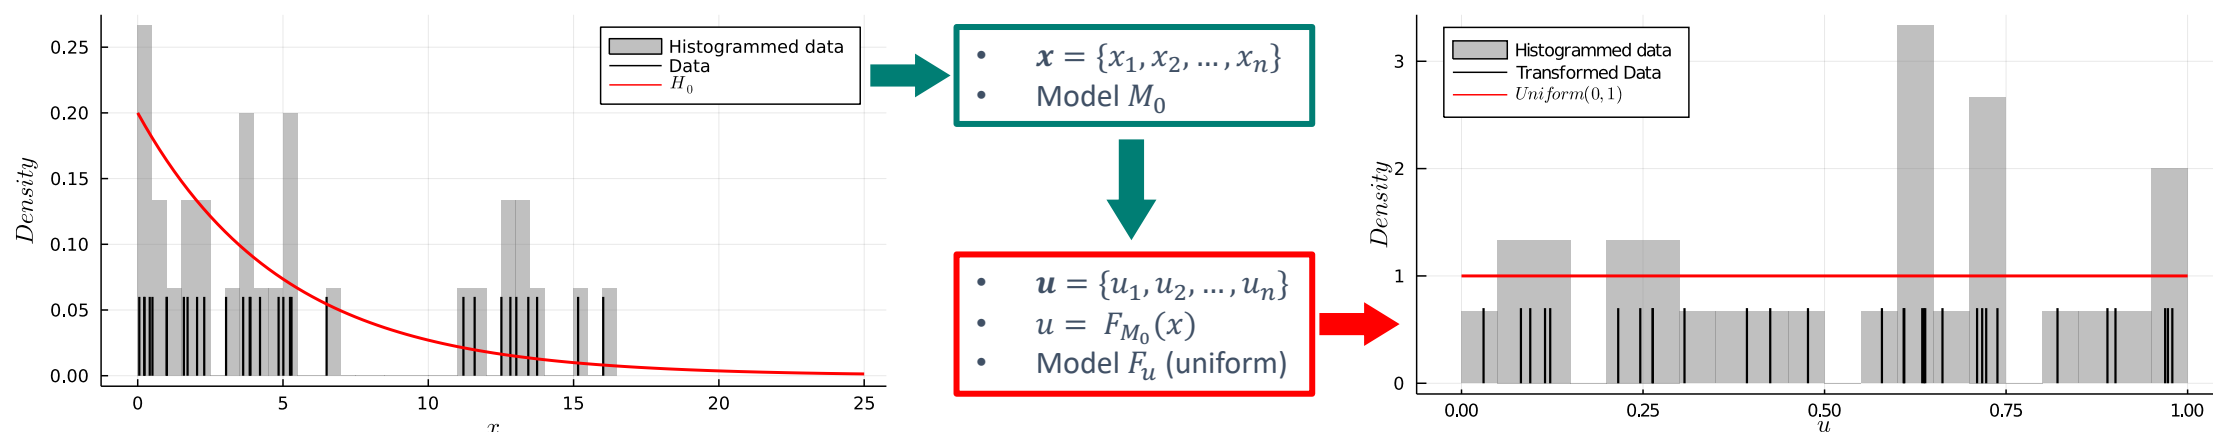 0.25
0.20
0.15
0.10
0.05
0.00
Density
0
5
10
15
20
25
x
Histogrammed data
Data
H₀
• x = {x₁, x₂, …, xₙ}
• Model M₀
• u = {u₁, u₂, …, uₙ}
• u = F_{M₀}(x)
• Model Fᵤ (uniform)
3
2
1
0
Density
0.00
0.25
0.50
0.75
1.00
u
Histogrammed data
Transformed Data
Uniform(0, 1)